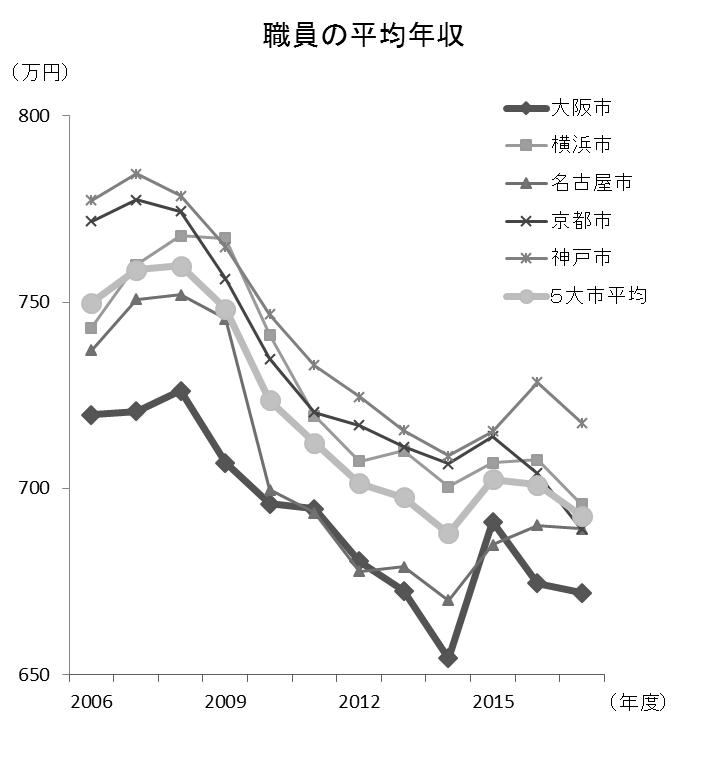 職員の平均年収
（万円）
800
750
700
650
大阪市
横浜市
名古屋市
京都市
神戸市
5大市平均
2006 2009 2012 2015
（年度）